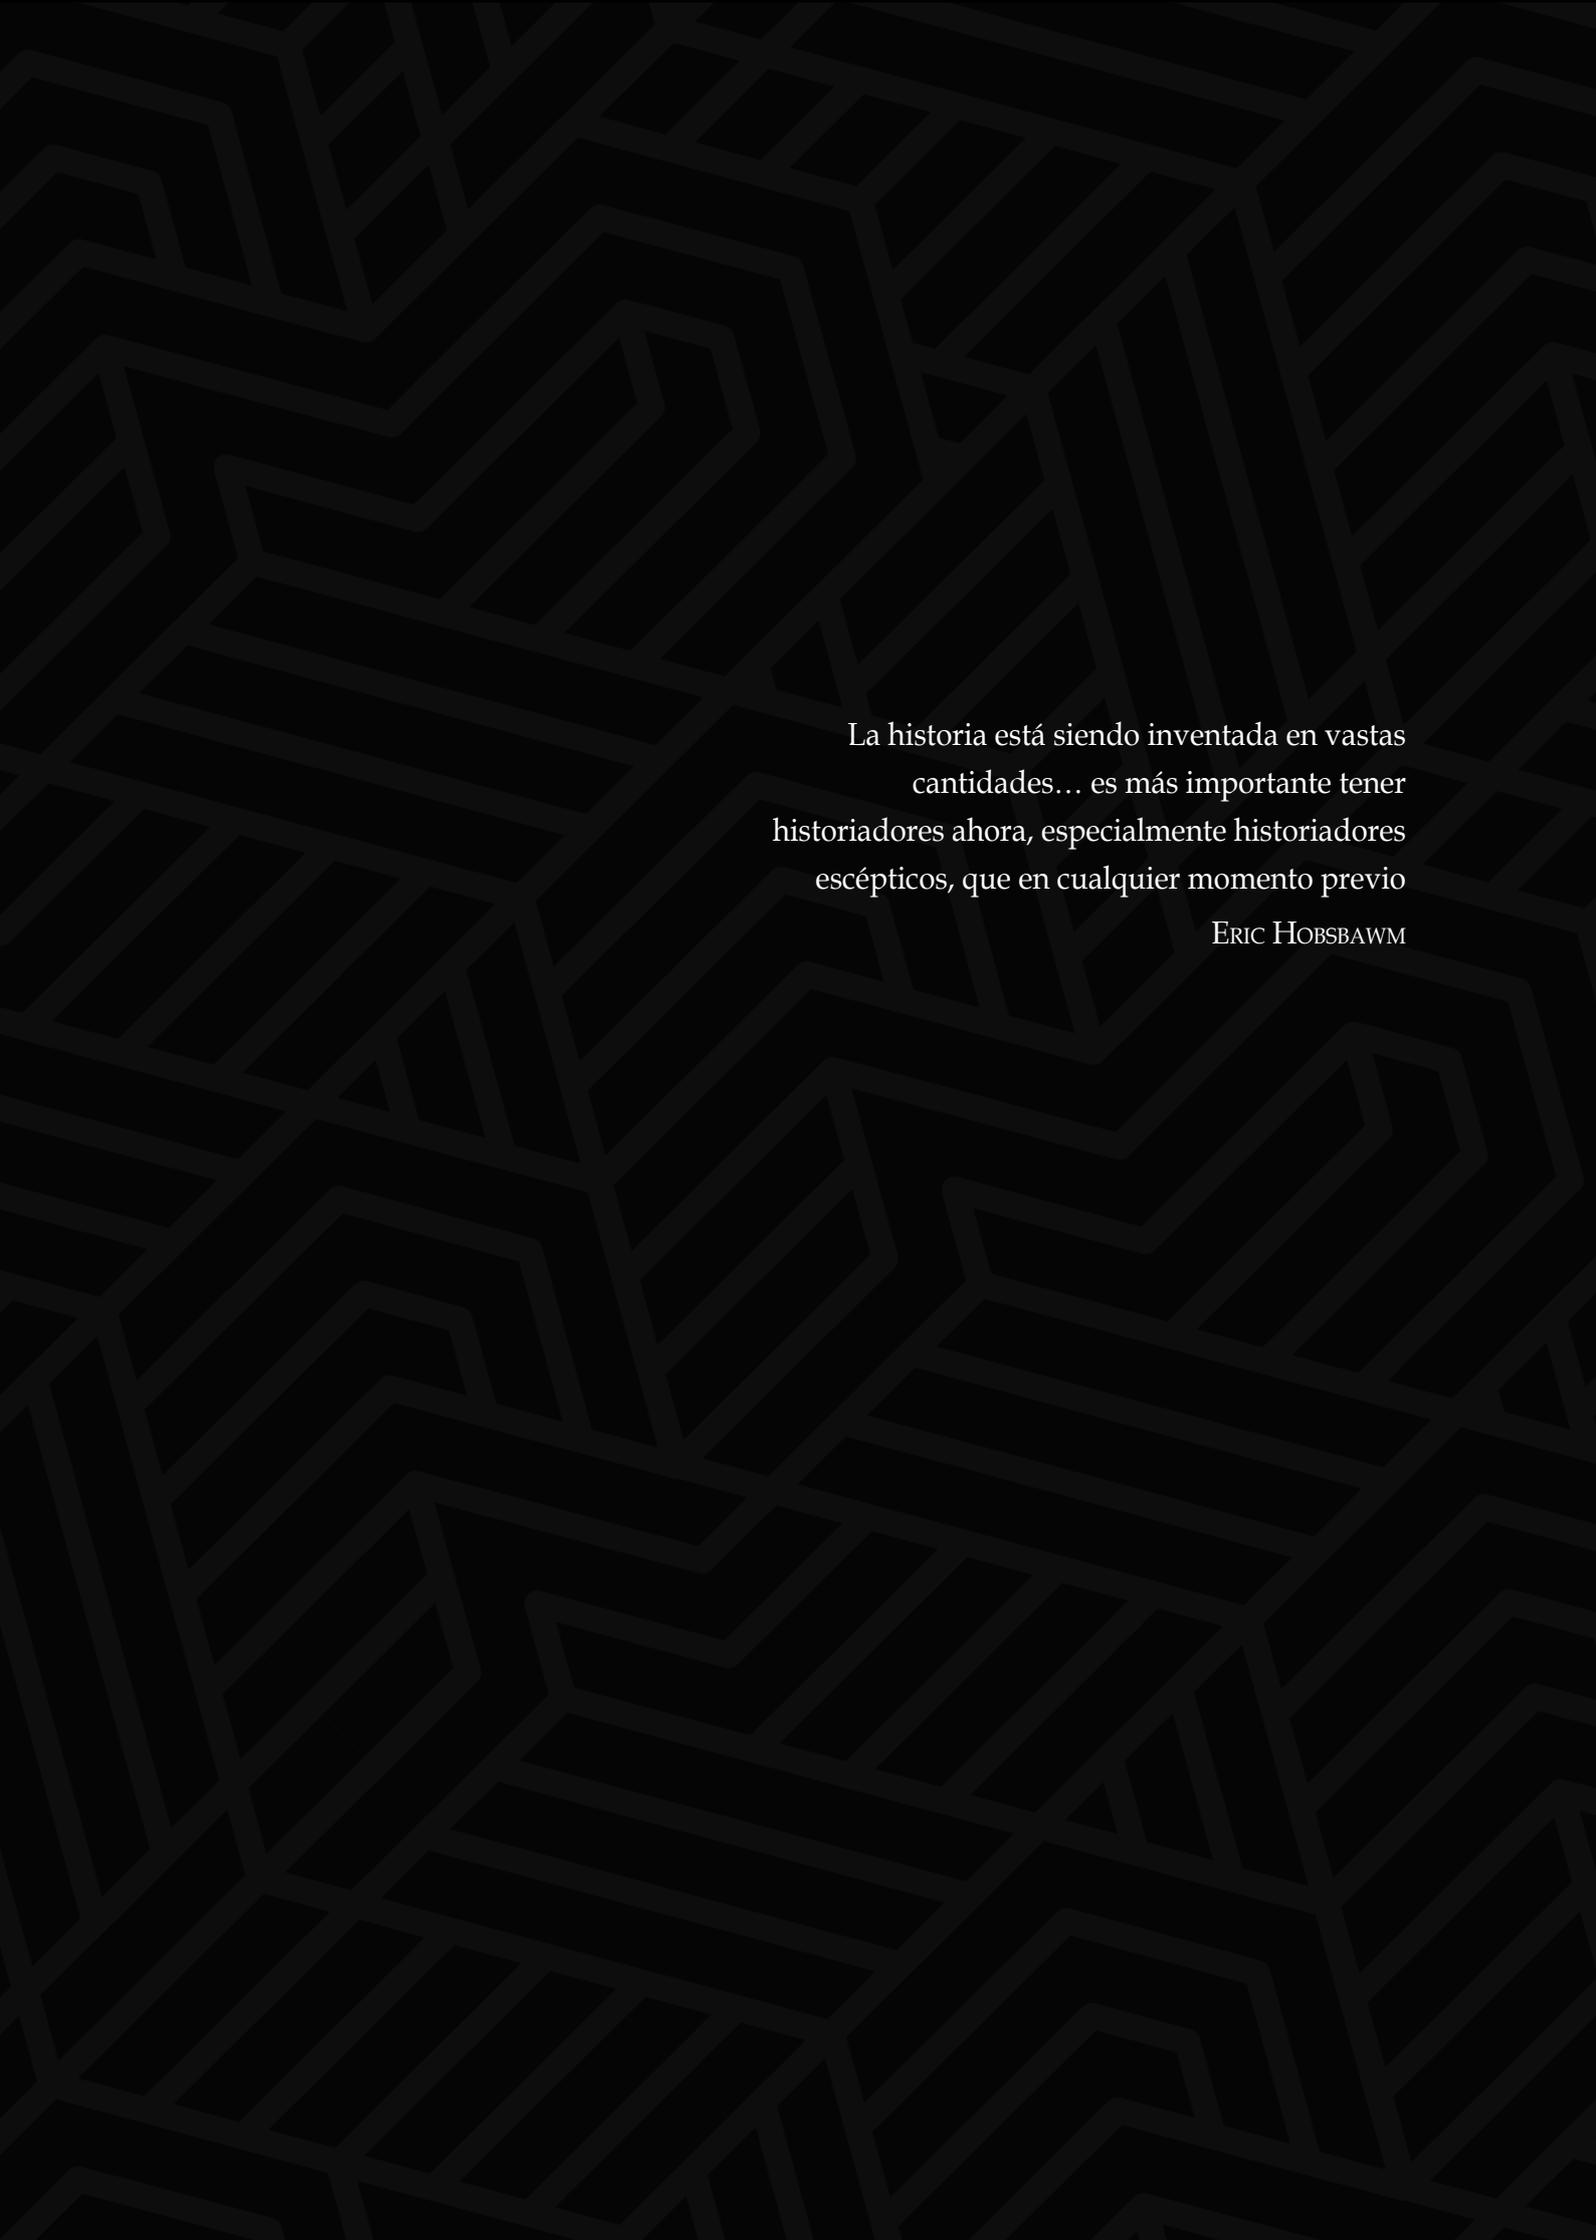 La historia está siendo inventada en vastas
cantidades… es más importante tener
historiadores ahora, especialmente historiadores
escépticos, que en cualquier momento previo
Eric Hobsbawm